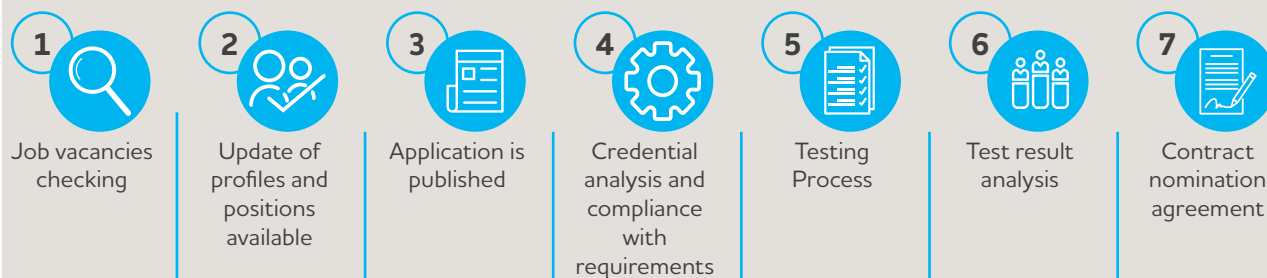 1
Job vacancies
checking
2
Update of
profiles and
positions
available
3
Application is
published
4
Credential
analysis and
compliance
with
requirements
5
Testing
Process
6
Test result
analysis
7
Contract
nomination
agreement